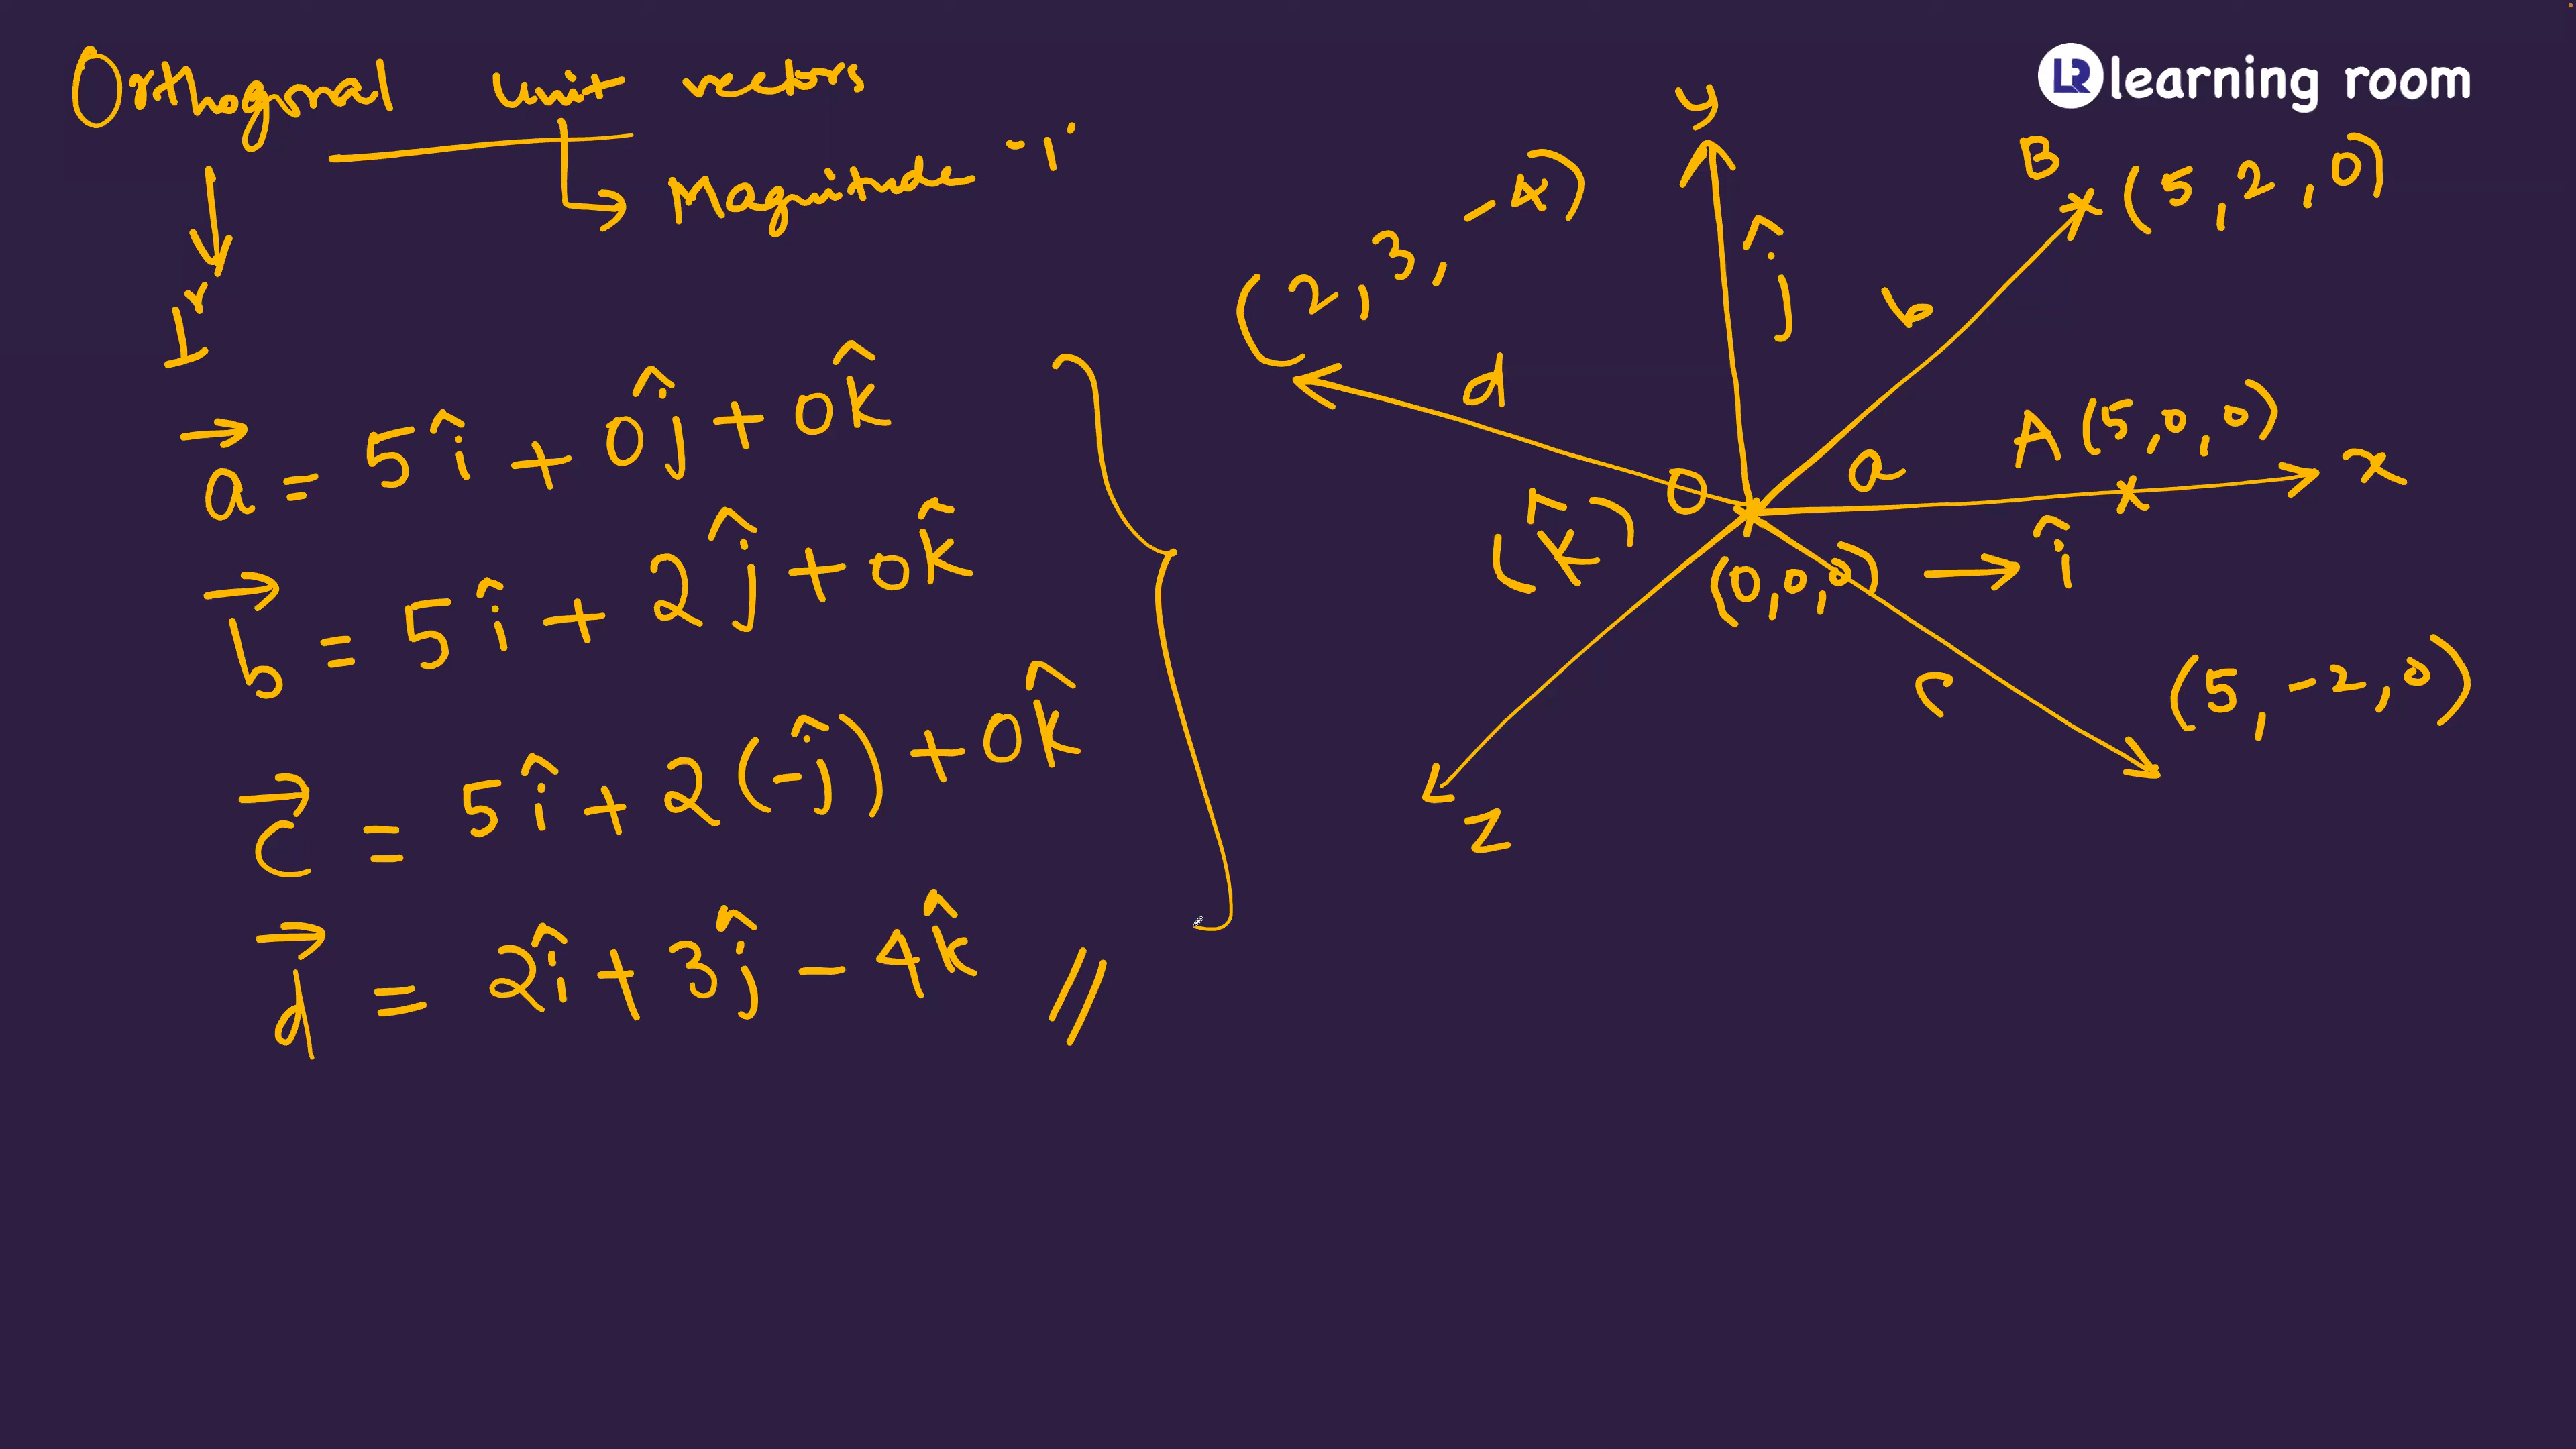 Orthogonal unit vectors
Magnitude - '1'
⊥r
a⃗ = 5î + 0ĵ + 0k̂
b⃗ = 5î + 2ĵ + 0k̂
c⃗ = 5î + 2(-ĵ) + 0k̂
d⃗ = 2î + 3ĵ - 4k̂ //
LR learning room
y
ĵ
B (5, 2, 0)
(2, 3, -4)
d
b
A (5, 0, 0)
a
x
O
(k̂)
(0, 0, 0) → î
c
(5, -2, 0)
z